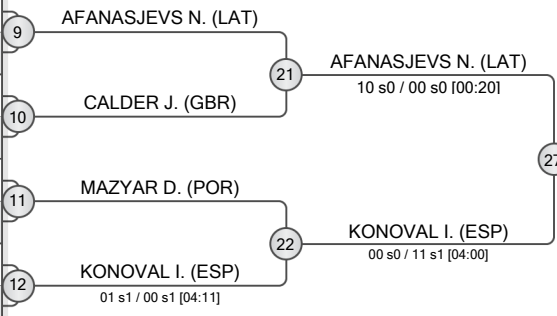 9
AFANASJEVS N. (LAT)
21
AFANASJEVS N. (LAT)
10 s0 / 00 s0 [00:20]
10
CALDER J. (GBR)
27
11
MAZYAR D. (POR)
22
KONOVAL I. (ESP)
00 s0 / 11 s1 [04:00]
12
KONOVAL I. (ESP)
01 s1 / 00 s1 [04:11]